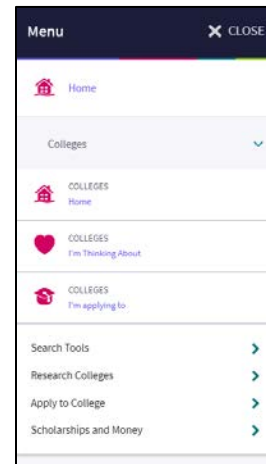 Menu CLOSE
Home
Colleges
COLLEGES
Home
COLLEGES
I'm Thinking About
COLLEGES
I'm applying to
Search Tools
Research Colleges
Apply to College
Scholarships and Money